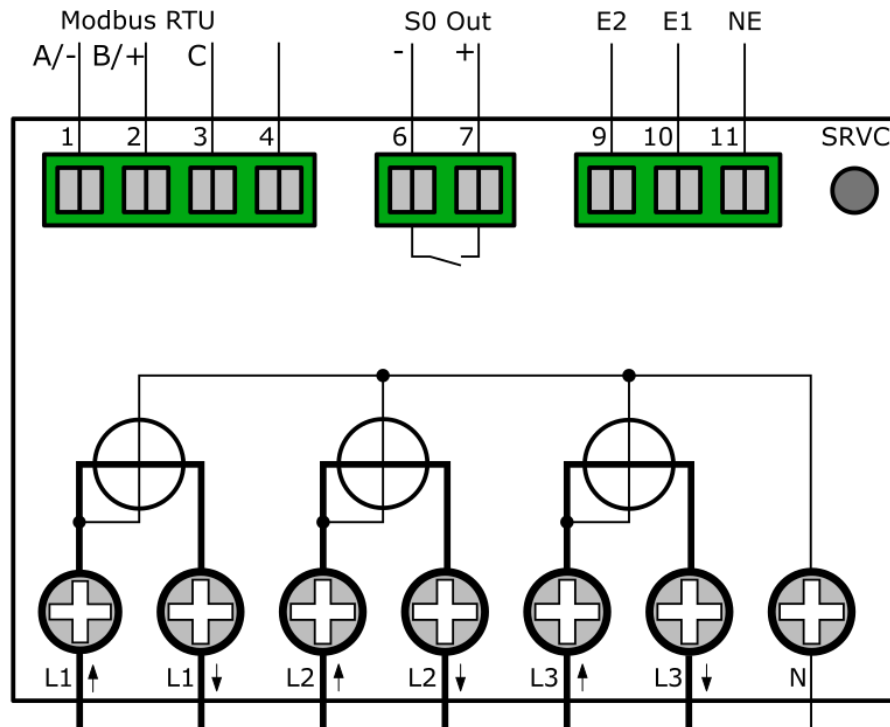 Modbus RTU S0 Out E2 E1 NE
A/- B/+ C - +
1 2 3 4 6 7 9 10 11 SRVC
L1 L1 L2 L2 L3 L3 N